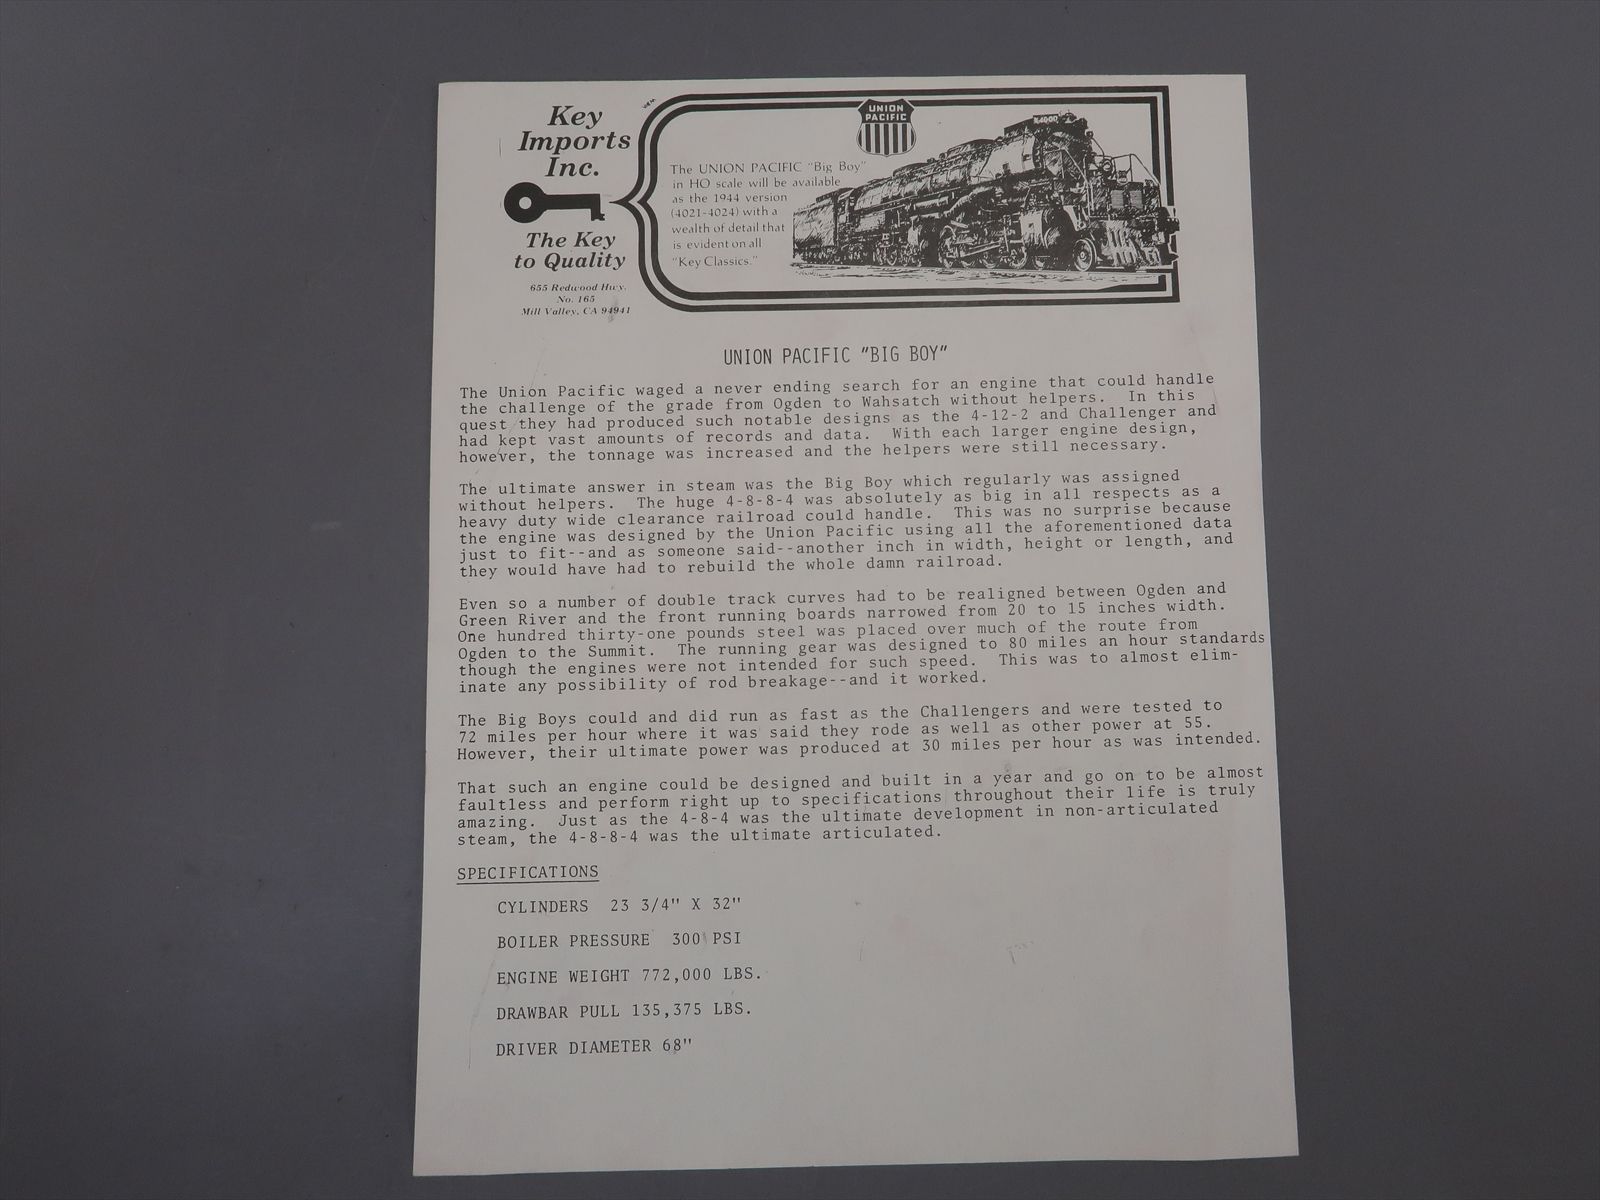 Key
Imports
Inc.
The Key
to Quality
655 Redwood Hwy.
No. 165
Mill Valley, CA 94941
UNION
PACIFIC
The UNION PACIFIC "Big Boy"
in HO scale will be available
as the 1944 version
(4021-4024) with a
wealth of detail that
is evident on all
"Key Classics."
UNION PACIFIC "BIG BOY"
The Union Pacific waged a never ending search for an engine that could handle
the challenge of the grade from Ogden to Wahsatch without helpers. In this
quest they had produced such notable designs as the 4-12-2 and Challenger and
had kept vast amounts of records and data. With each larger engine design,
however, the tonnage was increased and the helpers were still necessary.
The ultimate answer in steam was the Big Boy which regularly was assigned
without helpers. The huge 4-8-8-4 was absolutely as big in all respects as a
heavy duty wide clearance railroad could handle. This was no surprise because
the engine was designed by the Union Pacific using all the aforementioned data
just to fit--and as someone said--another inch in width, height or length, and
they would have had to rebuild the whole damn railroad.
Even so a number of double track curves had to be realigned between Ogden and
Green River and the front running boards narrowed from 20 to 15 inches width.
One hundred thirty-one pounds steel was placed over much of the route from
Ogden to the Summit. The running gear was designed to 80 miles an hour standards
though the engines were not intended for such speed. This was to almost elim-
inate any possibility of rod breakage--and it worked.
The Big Boys could and did run as fast as the Challengers and were tested to
72 miles per hour where it was said they rode as well as other power at 55.
However, their ultimate power was produced at 30 miles per hour as was intended.
That such an engine could be designed and built in a year and go on to be almost
faultless and perform right up to specifications throughout their life is truly
amazing. Just as the 4-8-4 was the ultimate development in non-articulated
steam, the 4-8-8-4 was the ultimate articulated.
SPECIFICATIONS
CYLINDERS 23 3/4" X 32"
BOILER PRESSURE 300 PSI
ENGINE WEIGHT 772,000 LBS.
DRAWBAR PULL 135,375 LBS.
DRIVER DIAMETER 68"